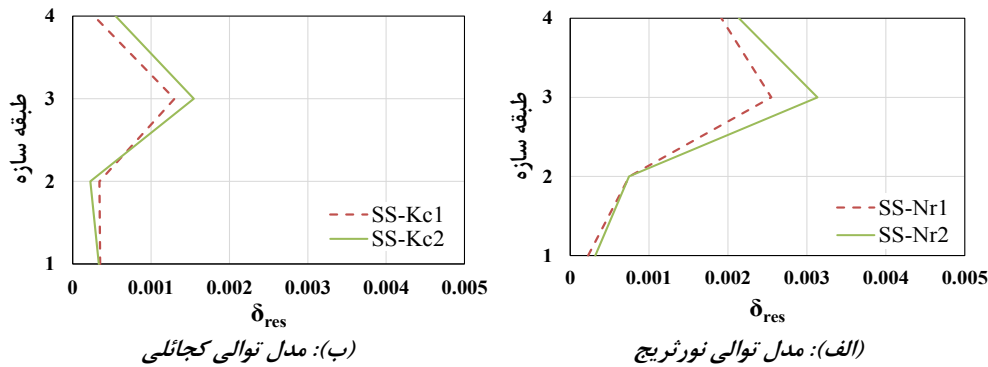 طبقه سازه
4
3
2
1
SS-Kc1
SS-Kc2
0 0.001 0.002 0.003 0.004 0.005
δres
(ب): مدل توالی کجائلی
طبقه سازه
4
3
2
1
SS-Nr1
SS-Nr2
0 0.001 0.002 0.003 0.004 0.005
δres
(الف): مدل توالی نورثریج